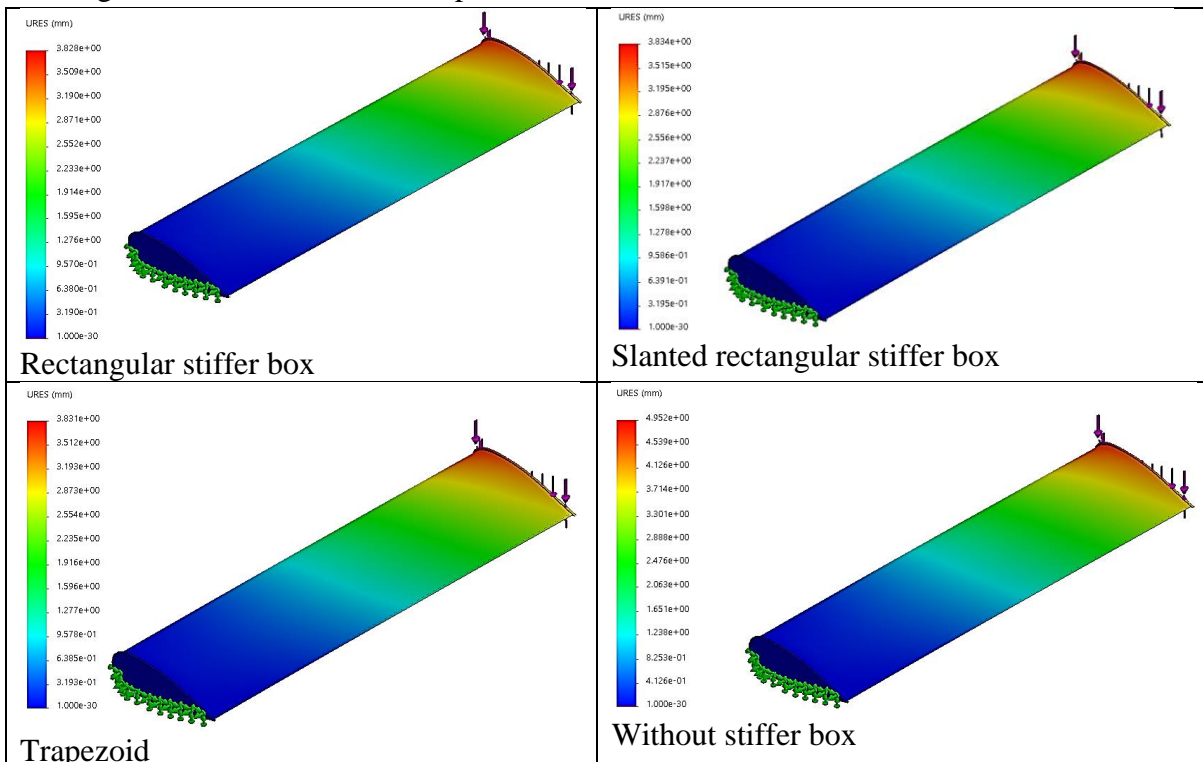 URES (mm)
3.828e+00
3.509e+00
3.190e+00
2.871e+00
2.552e+00
2.233e+00
1.914e+00
1.595e+00
1.276e+00
9.570e-01
6.380e-01
3.190e-01
1.000e-30
Rectangular stiffer box
URES (mm)
3.834e+00
3.515e+00
3.195e+00
2.876e+00
2.556e+00
2.237e+00
1.917e+00
1.598e+00
1.278e+00
9.586e-01
6.391e-01
3.195e-01
1.000e-30
Slanted rectangular stiffer box
URES (mm)
3.831e+00
3.512e+00
3.193e+00
2.873e+00
2.554e+00
2.235e+00
1.916e+00
1.596e+00
1.277e+00
9.578e-01
6.385e-01
3.193e-01
1.000e-30
Trapezoid
URES (mm)
4.952e+00
4.539e+00
4.126e+00
3.714e+00
3.301e+00
2.888e+00
2.476e+00
2.063e+00
1.651e+00
1.238e+00
8.253e-01
4.126e-01
1.000e-30
Without stiffer box